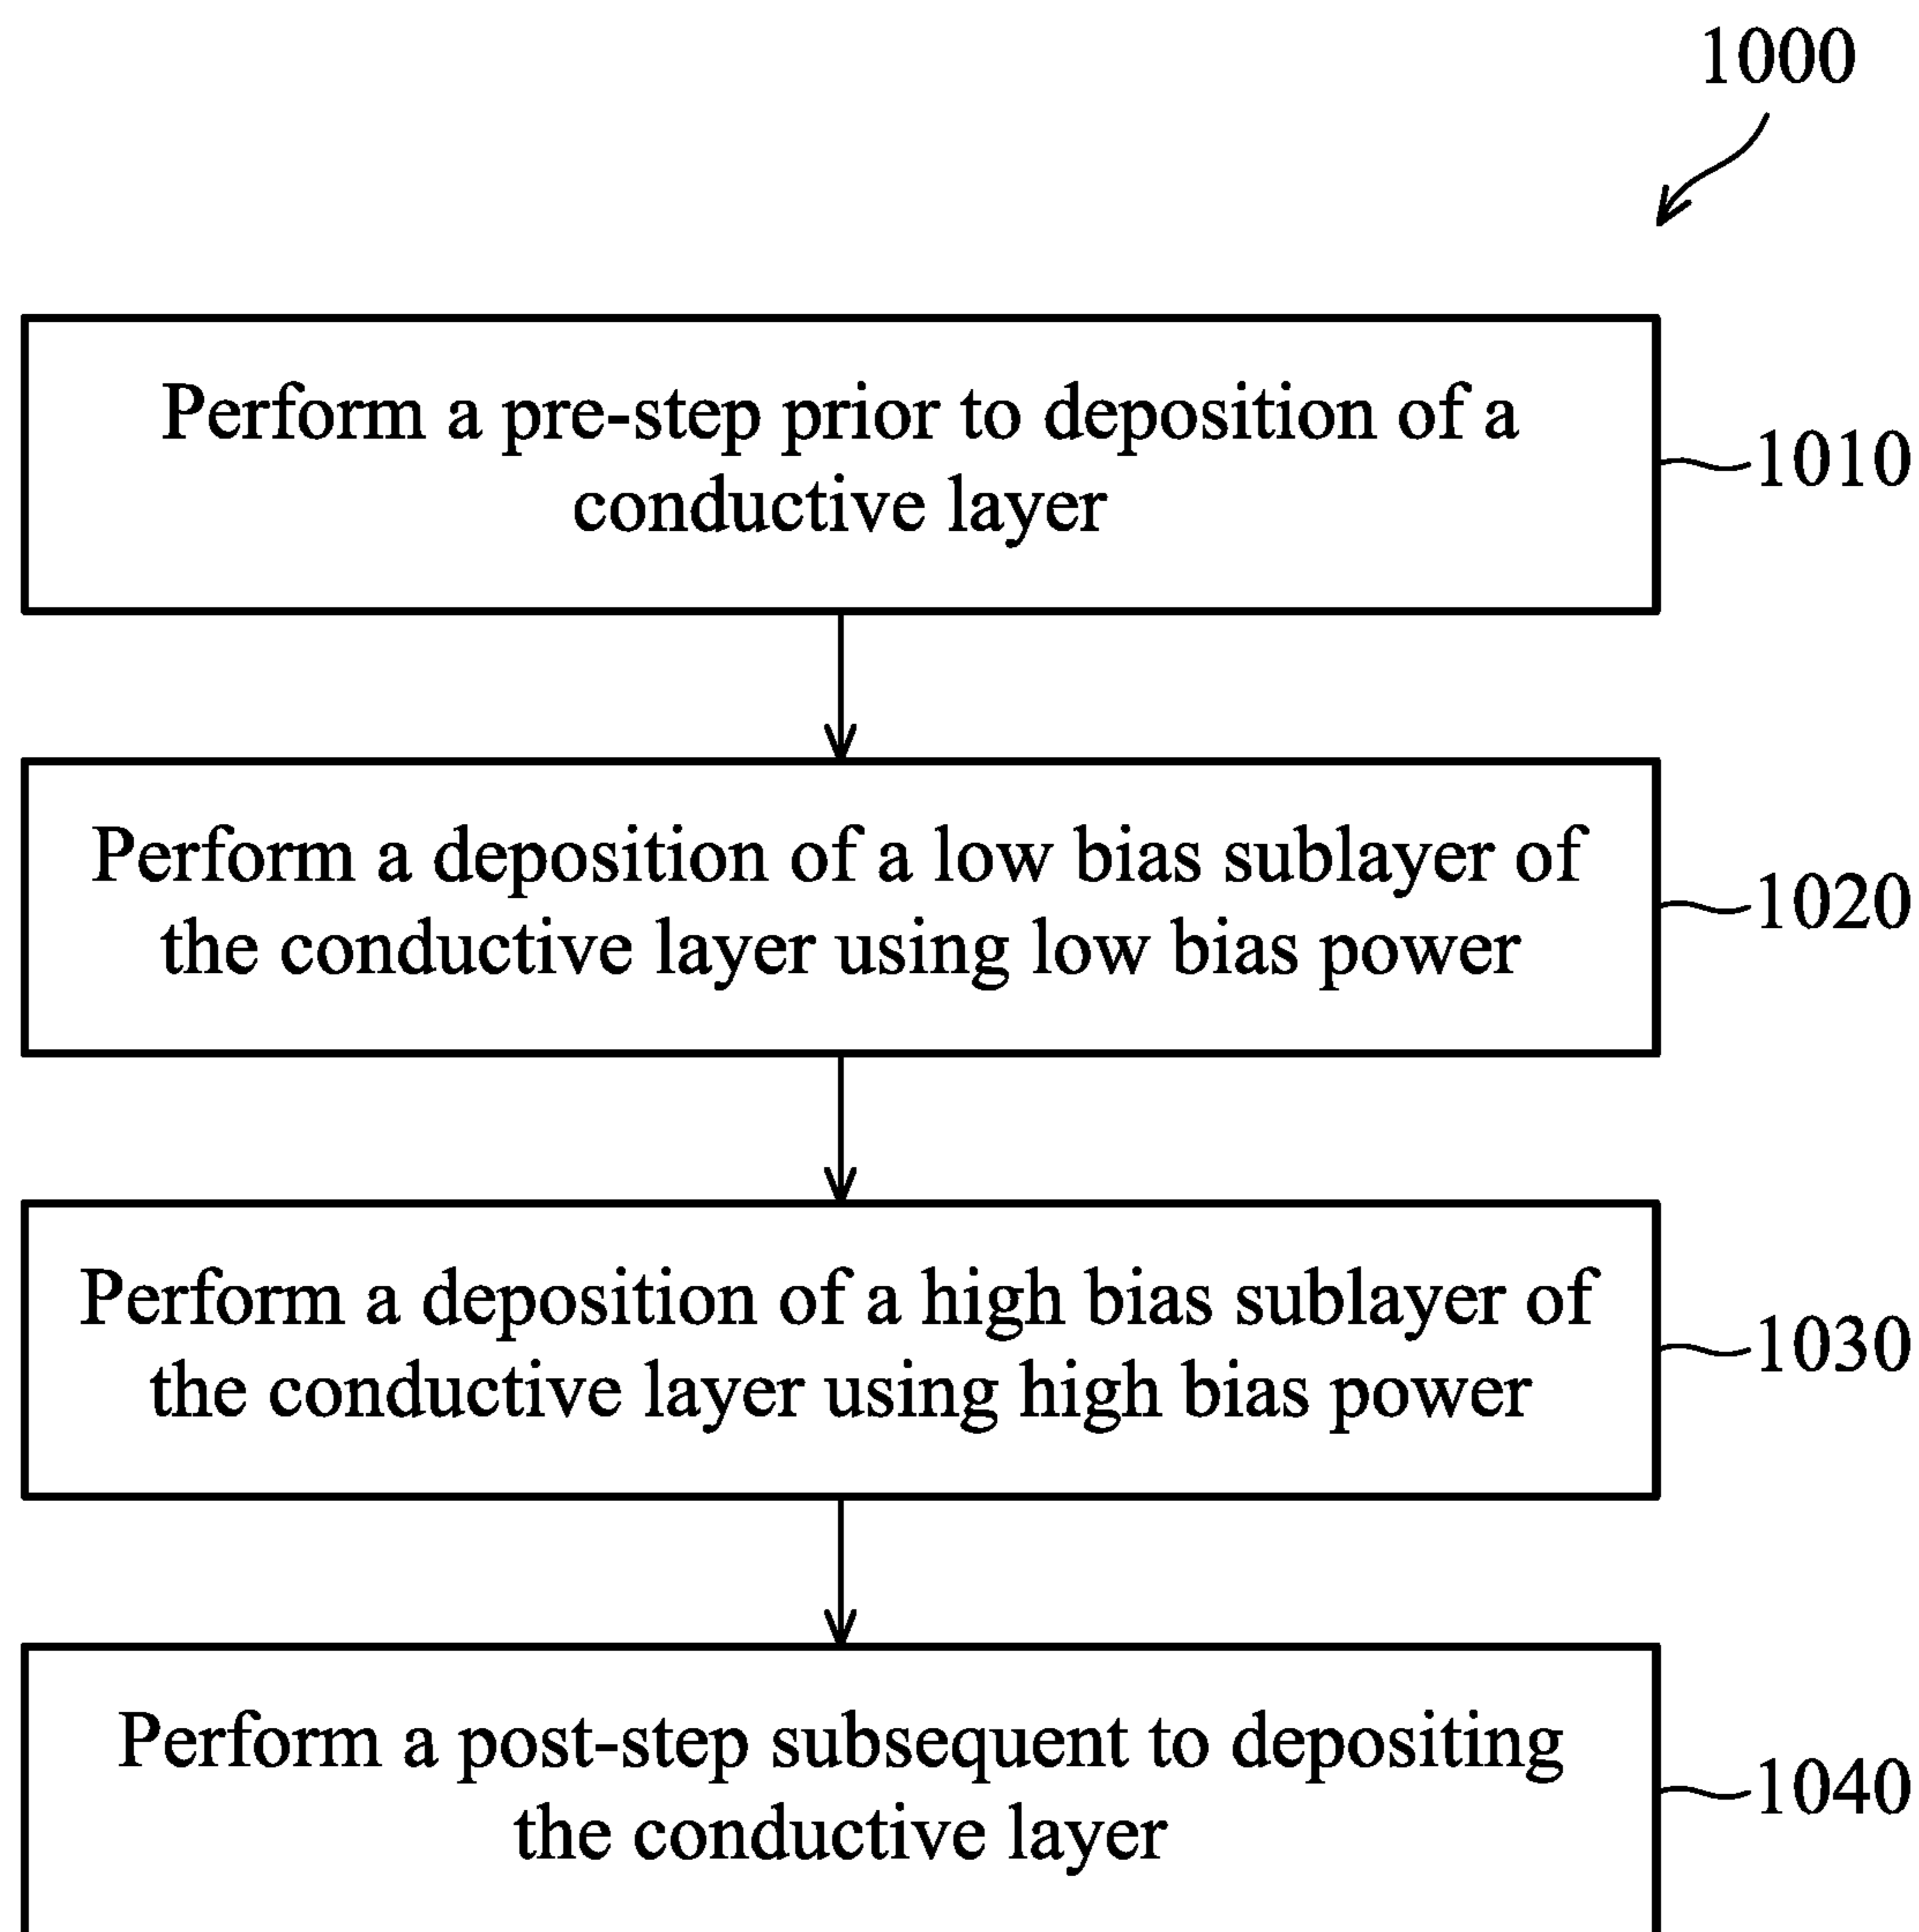 1000
Perform a pre-step prior to deposition of a
conductive layer
1010
Perform a deposition of a low bias sublayer of
the conductive layer using low bias power
1020
Perform a deposition of a high bias sublayer of
the conductive layer using high bias power
1030
Perform a post-step subsequent to depositing
the conductive layer
1040